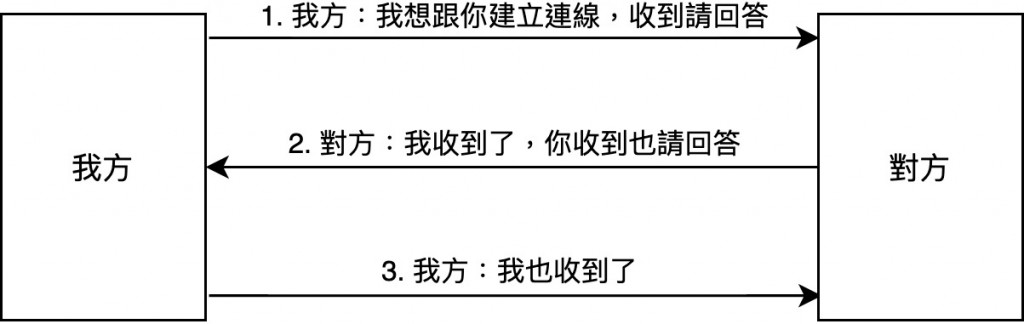 1. 我方：我想跟你建立連線，收到請回答
2. 對方：我收到了，你收到也請回答
我方
對方
3. 我方：我也收到了